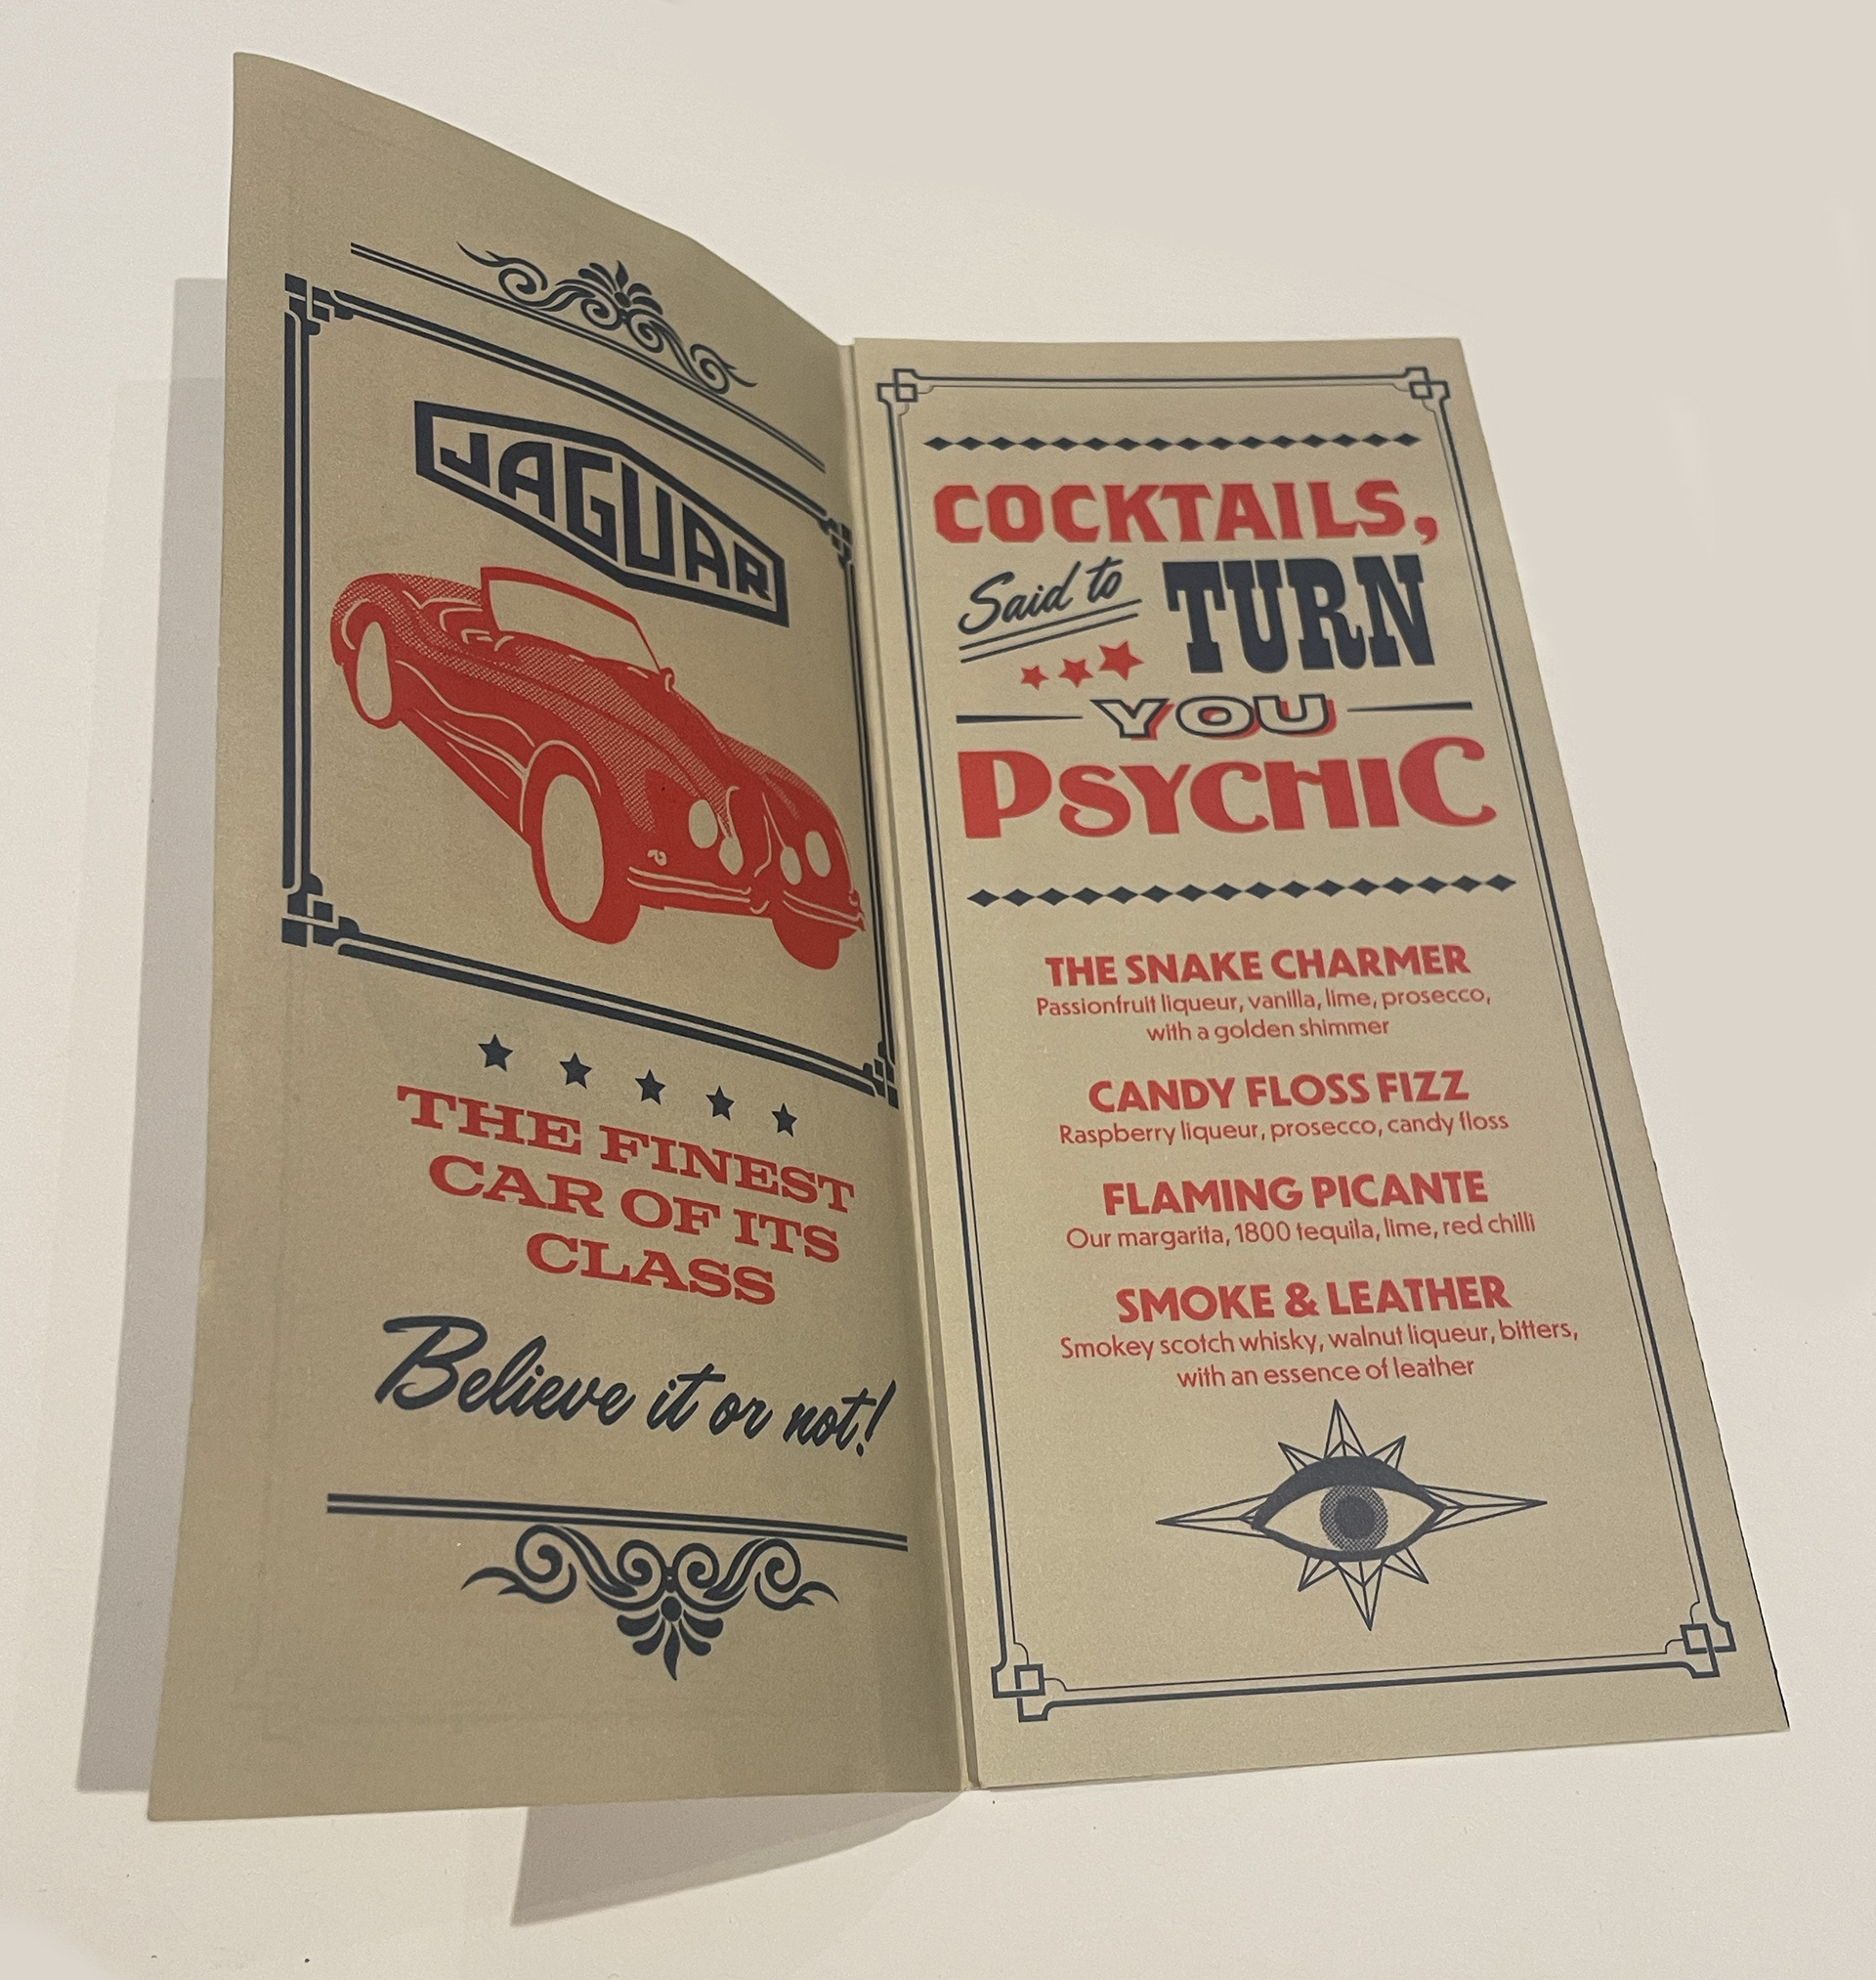 JAGUAR
THE FINEST
CAR OF ITS
CLASS
Believe it or not!
COCKTAILS,
Said to TURN
YOU
PSYCHIC
THE SNAKE CHARMER
Passionfruit liqueur, vanilla, lime, prosecco,
with a golden shimmer
CANDY FLOSS FIZZ
Raspberry liqueur, prosecco, candy floss
FLAMING PICANTE
Our margarita, 1800 tequila, lime, red chilli
SMOKE & LEATHER
Smokey scotch whisky, walnut liqueur, bitters,
with an essence of leather